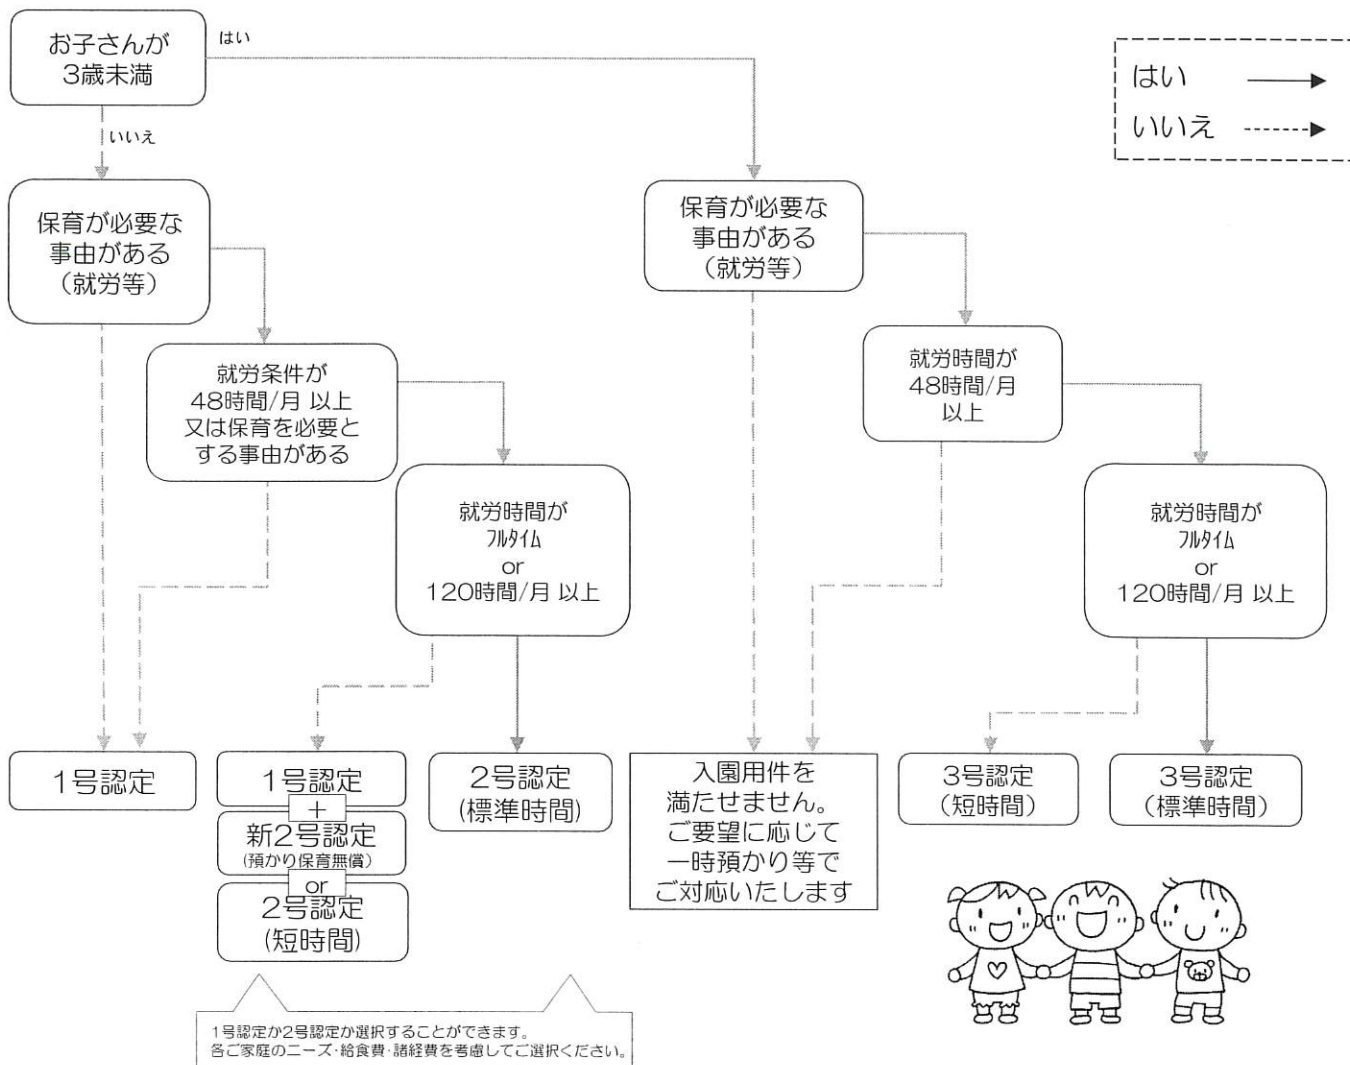 お子さんが
3歳未満
はい
いいえ
はい
いいえ
保育が必要な
事由がある
（就労等）
保育が必要な
事由がある
（就労等）
就労条件が
48時間/月 以上
又は保育を必要と
する事由がある
就労時間が
48時間/月
以上
就労時間が
ﾌﾙﾀｲﾑ
or
120時間/月 以上
就労時間が
ﾌﾙﾀｲﾑ
or
120時間/月 以上
1号認定
1号認定
＋
新2号認定
(預かり保育無償)
or
2号認定
(短時間)
2号認定
(標準時間)
入園用件を
満たせません。
ご要望に応じて
一時預かり等で
ご対応いたします
3号認定
（短時間）
3号認定
（標準時間）
1号認定か2号認定か選択することができます。
各ご家庭のニーズ・給食費・諸経費を考慮してご選択ください。